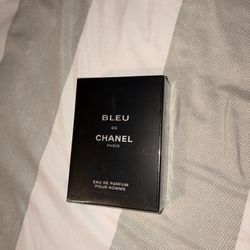 BLEU
DE
CHANEL
PARIS
EAU DE PARFUM
POUR HOMME